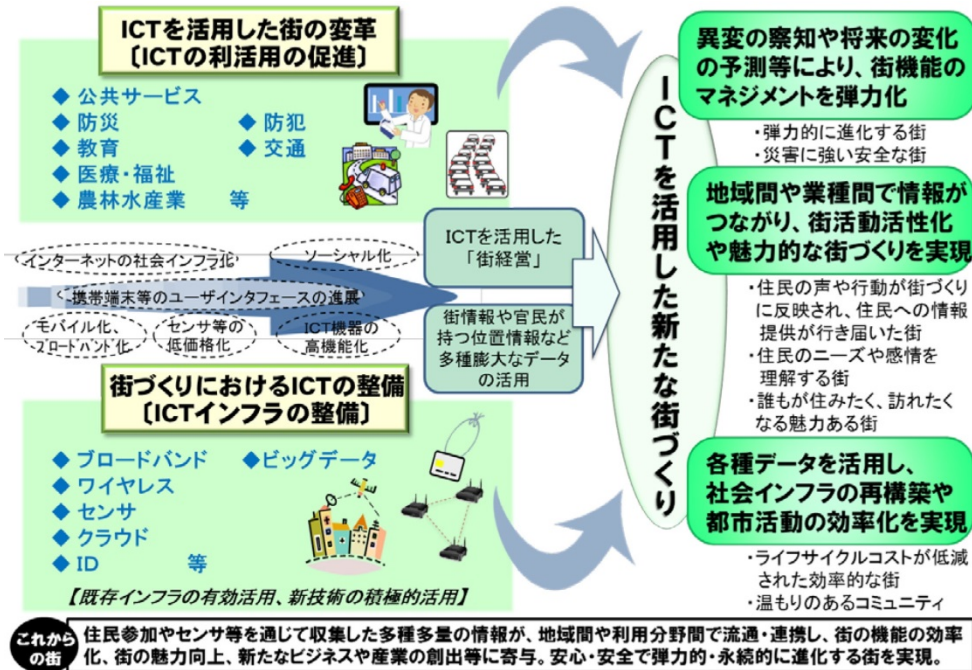 ICTを活用した街の変革
〔ICTの利活用の促進〕
◆ 公共サービス
◆ 防災
◆ 防犯
◆ 教育
◆ 交通
◆ 医療・福祉
◆ 農林水産業 等
インターネットの社会インフラ化
ソーシャル化
携帯端末等のユーザインタフェースの進展
モバイル化、
ブロードバンド化
センサ等の
低価格化
ICT機器の
高機能化
ICTを活用した
「街経営」
街情報や官民が
持つ位置情報など
多種膨大なデータ
の活用
街づくりにおけるICTの整備
〔ICTインフラの整備〕
◆ ブロードバンド
◆ビッグデータ
◆ ワイヤレス
◆ センサ
◆ クラウド
◆ ID 等
【既存インフラの有効活用、新技術の積極的活用】
ICTを活用した新たな街づくり
異変の察知や将来の変化
の予測等により、街機能の
マネジメントを弾力化
・弾力的に進化する街
・災害に強い安全な街
地域間や業種間で情報が
つながり、街活動活性化
や魅力的な街づくりを実現
・住民の声や行動が街づくり
に反映され、住民への情報
提供が行き届いた街
・住民のニーズや感情を
理解する街
・誰もが住みたく、訪れたく
なる魅力ある街
各種データを活用し、
社会インフラの再構築や
都市活動の効率化を実現
・ライフサイクルコストが低減
された効率的な街
・温もりのあるコミュニティ
これから
の街
住民参加やセンサ等を通じて収集した多種多量の情報が、地域間や利用分野間で流通・連携し、街の機能の効率
化、街の魅力向上、新たなビジネスや産業の創出等に寄与。安心・安全で弾力的・永続的に進化する街を実現。